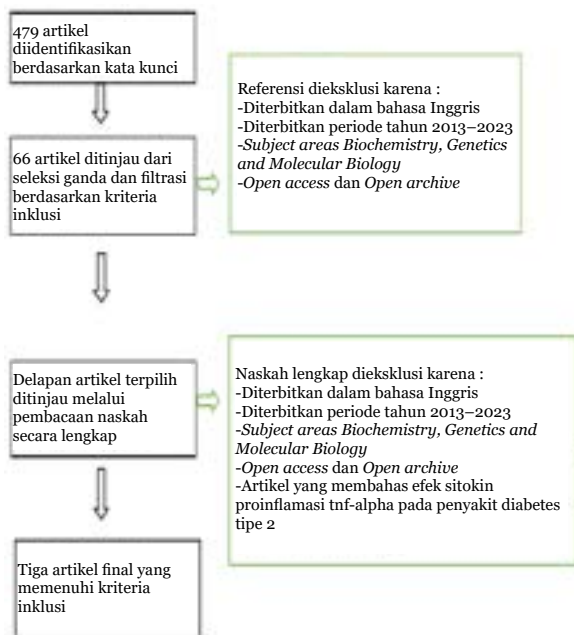 479 artikel
diidentifikasikan
berdasarkan kata kunci
Referensi dieksklusi karena :
-Diterbitkan dalam bahasa Inggris
-Diterbitkan periode tahun 2013–2023
-Subject areas Biochemistry, Genetics
and Molecular Biology
-Open access dan Open archive
66 artikel ditinjau dari
seleksi ganda dan filtrasi
berdasarkan kriteria
inklusi
Delapan artikel terpilih
ditinjau melalui
pembacaan naskah
secara lengkap
Naskah lengkap dieksklusi karena :
-Diterbitkan dalam bahasa Inggris
-Diterbitkan periode tahun 2013–2023
-Subject areas Biochemistry, Genetics and
Molecular Biology
-Open access dan Open archive
-Artikel yang membahas efek sitokin
proinflamasi tnf-alpha pada penyakit diabetes
tipe 2
Tiga artikel final yang
memenuhi kriteria
inklusi